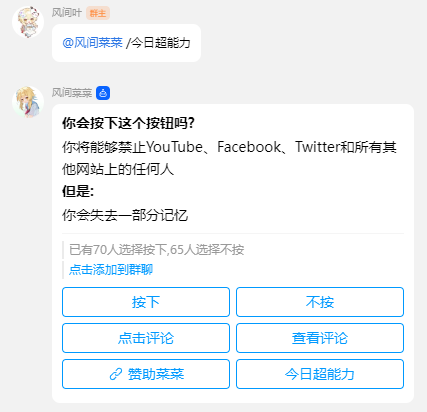 风间叶 群主
@风间菜菜 /今日超能力
风间菜菜
你会按下这个按钮吗?
你将能够禁止YouTube、Facebook、Twitter和所有其
他网站上的任何人
但是:
你会失去一部分记忆
已有70人选择按下,65人选择不按
点击添加到群聊
按下
不按
点击评论
查看评论
赞助菜菜
今日超能力